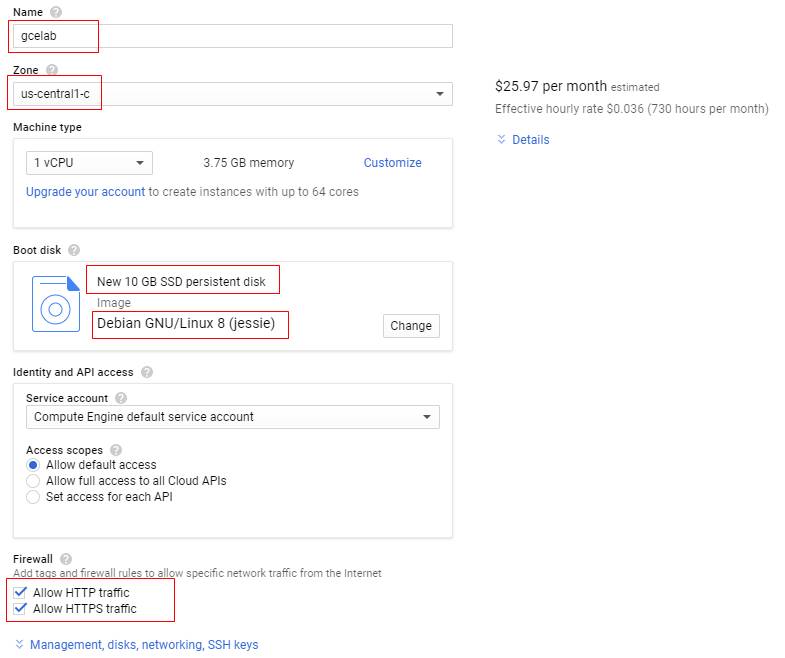 Name ?
gcelab
Zone ?
us-central1-c
$25.97 per month estimated
Effective hourly rate $0.036 (730 hours per month)
Details
Machine type
1 vCPU 3.75 GB memory Customize
Upgrade your account to create instances with up to 64 cores
Boot disk ?
New 10 GB SSD persistent disk
Image
Debian GNU/Linux 8 (jessie)
Change
Identity and API access ?
Service account ?
Compute Engine default service account
Access scopes ?
Allow default access
Allow full access to all Cloud APIs
Set access for each API
Firewall ?
Add tags and firewall rules to allow specific network traffic from the Internet
Allow HTTP traffic
Allow HTTPS traffic
Management, disks, networking, SSH keys